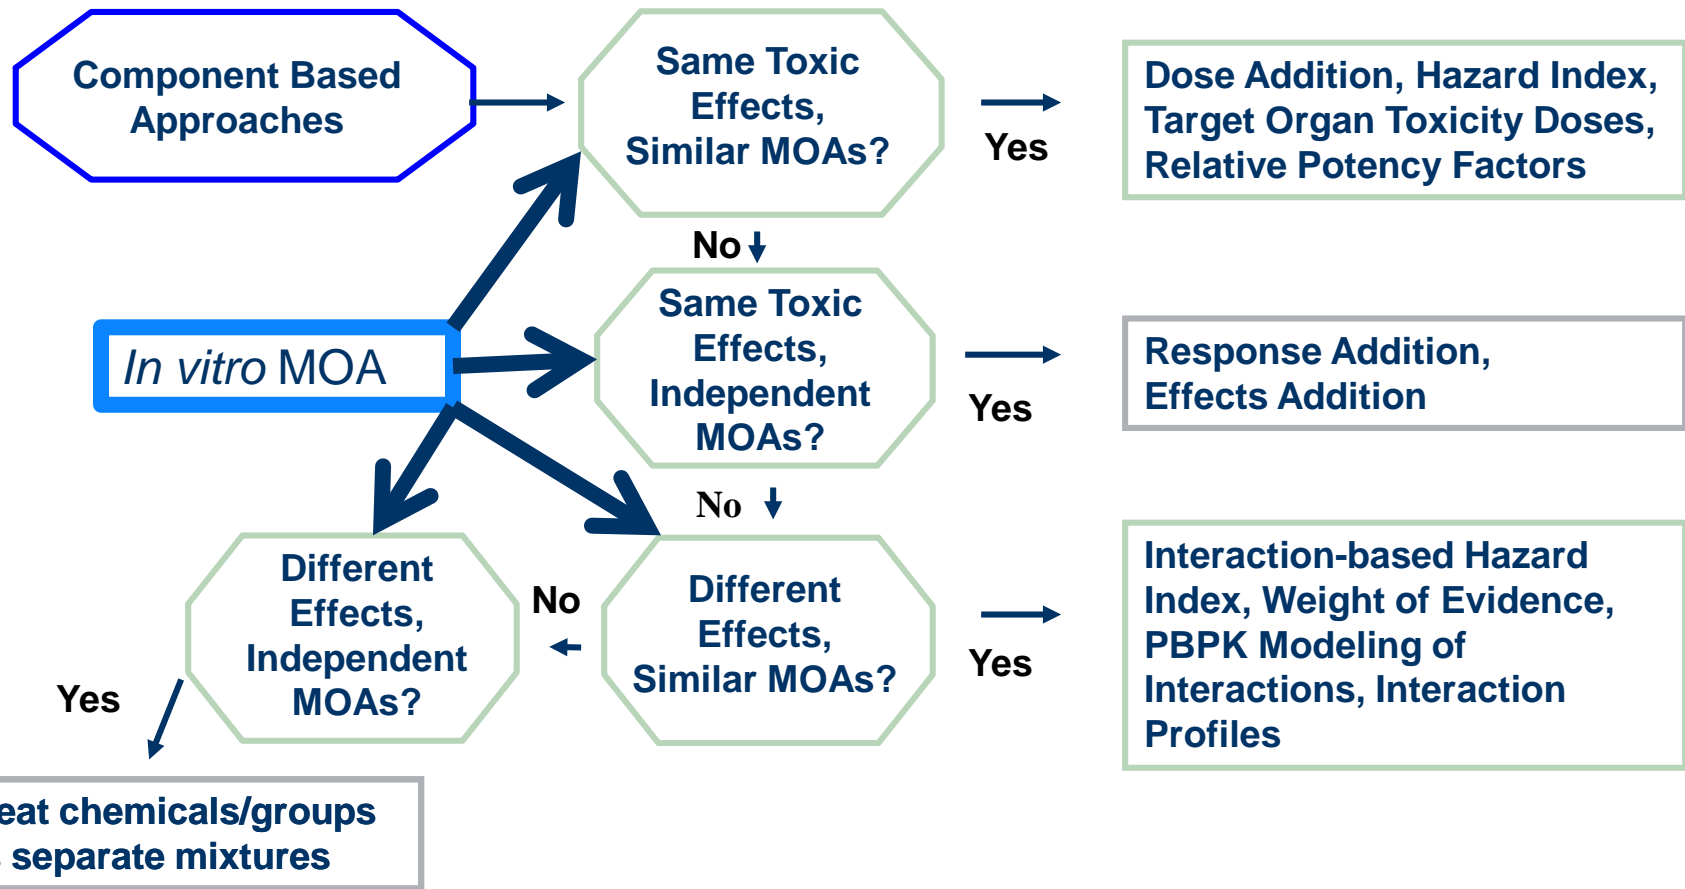 Component Based
Approaches
Same Toxic
Effects,
Similar MOAs?
Yes
Dose Addition, Hazard Index,
Target Organ Toxicity Doses,
Relative Potency Factors
No
In vitro MOA
Same Toxic
Effects,
Independent
MOAs?
Yes
Response Addition,
Effects Addition
No
Different
Effects,
Similar MOAs?
Yes
Interaction-based Hazard
Index, Weight of Evidence,
PBPK Modeling of
Interactions, Interaction
Profiles
No
Different
Effects,
Independent
MOAs?
Yes
chemicals/groups
separate mixtures